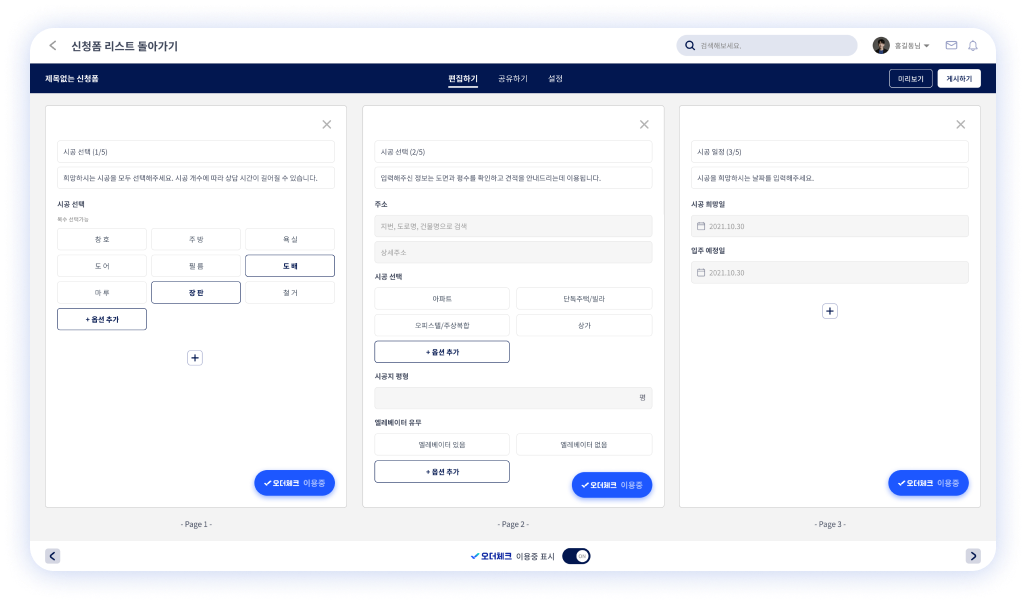 신청폼 리스트 돌아가기
검색해보세요.
홍길동님
제목없는 신청폼
편집하기
공유하기
설정
미리보기
게시하기
시공 선택 (1/5)
희망하시는 시공을 모두 선택해주세요. 시공 개수에 따라 상담 시간이 길어질 수 있습니다.
시공 선택
복수 선택가능
창 호
주 방
욕 실
도 어
필 름
도 배
마 루
장 판
철 거
+ 옵션 추가
오더체크 이용중
- Page 1 -
시공 선택 (2/5)
입력해주신 정보는 도면과 평수를 확인하고 견적을 안내드리는데 이용됩니다.
주소
지번, 도로명, 건물명으로 검색
상세주소
시공 선택
아파트
단독주택/빌라
오피스텔/주상복합
상가
+ 옵션 추가
시공지 평형
평
엘레베이터 유무
엘레베이터 있음
엘레베이터 없음
+ 옵션 추가
오더체크 이용중
- Page 2 -
시공 일정 (3/5)
시공을 희망하시는 날짜를 입력해주세요.
시공 희망일
2021.10.30
입주 예정일
2021.10.30
오더체크 이용중
- Page 3 -
오더체크 이용중 표시
ON